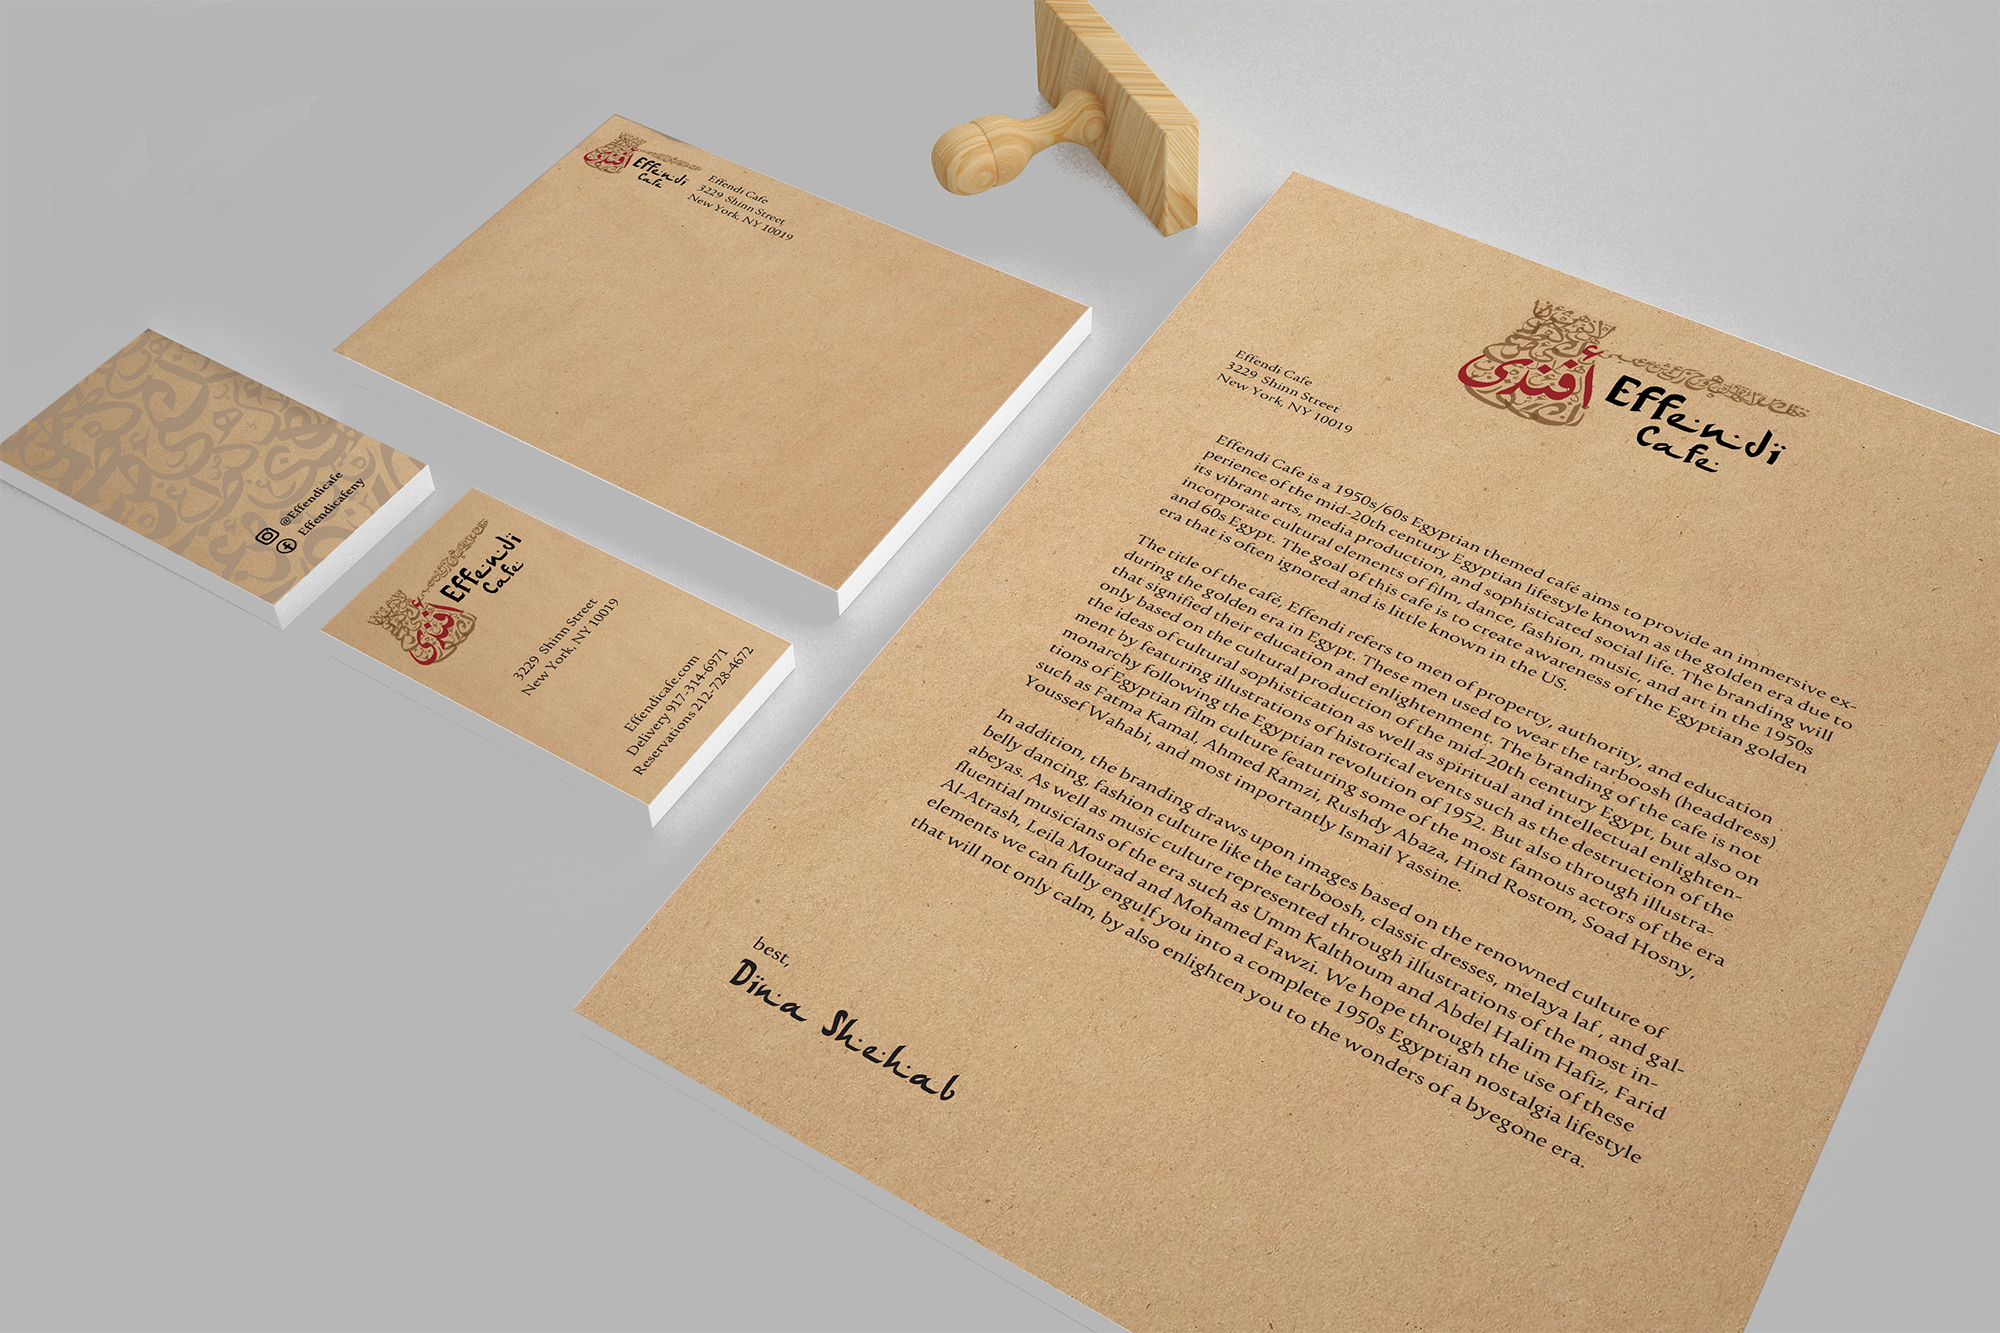 أفندي
Effendi
Cafe
Effendi Cafe
3229 Shinn Street
New York, NY 10019
@Effendicafe
Effendicafeny
أفندي
Effendi
Cafe
3229 Shinn Street
New York, NY 10019
Effendicafe.com
Delivery 917-314-6971
Reservations 212-728-4672
أفندي
Effendi
Cafe
Effendi Cafe
3229 Shinn Street
New York, NY 10019
Effendi Cafe is a 1950s/60s Egyptian themed café aims to provide an immersive ex-
perience of the mid-20th century Egyptian lifestyle known as the golden era due to
its vibrant arts, media production, and sophisticated social life. The branding will
incorporate cultural elements of film, dance, fashion, music, and art in the 1950s
and 60s Egypt. The goal of this cafe is to create awareness of the Egyptian golden
era that is often ignored and is little known in the US.
The title of the café, Effendi refers to men of property, authority, and education
during the golden era in Egypt. These men used to wear the tarboosh (headdress)
that signified their education and enlightenment. The branding of the cafe is not
only based on the cultural production of the mid-20th century Egypt, but also on
the ideas of cultural sophistication as well as spiritual and intellectual enlighten-
ment by featuring illustrations of historical events such as the destruction of the
monarchy following the Egyptian revolution of 1952. But also through illustra-
tions of Egyptian film culture featuring some of the most famous actors of the era
such as Fatma Kamal, Ahmed Ramzi, Rushdy Abaza, Hind Rostom, Soad Hosny,
Youssef Wahabi, and most importantly Ismail Yassine.
In addition, the branding draws upon images based on the renowned culture of
belly dancing, fashion culture like the tarboosh, classic dresses, melaya laf , and gal-
abeyas. As well as music culture represented through illustrations of the most in-
fluential musicians of the era such as Umm Kalthoum and Abdel Halim Hafiz, Farid
Al-Atrash, Leila Mourad and Mohamed Fawzi. We hope through the use of these
elements we can fully engulf you into a complete 1950s Egyptian nostalgia lifestyle
that will not only calm, by also enlighten you to the wonders of a byegone era.
best,
Dina Shehab